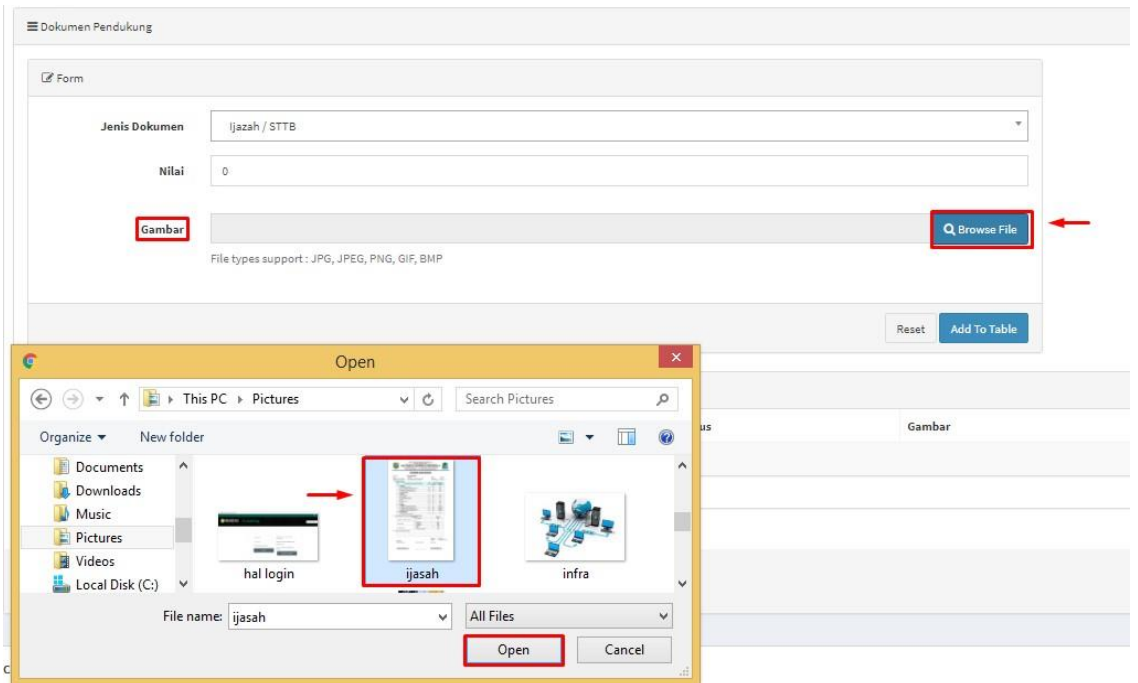 Dokumen Pendukung
Form
Jenis Dokumen
Ijazah / STTB
Nilai
0
Gambar
Browse File
File types support : JPG, JPEG, PNG, GIF, BMP
Reset
Add To Table
Open
This PC
Pictures
Search Pictures
Organize
New folder
us
Gambar
Documents
Downloads
Music
Pictures
Videos
Local Disk (C:)
hal login
ijasah
infra
File name:
ijasah
All Files
Open
Cancel